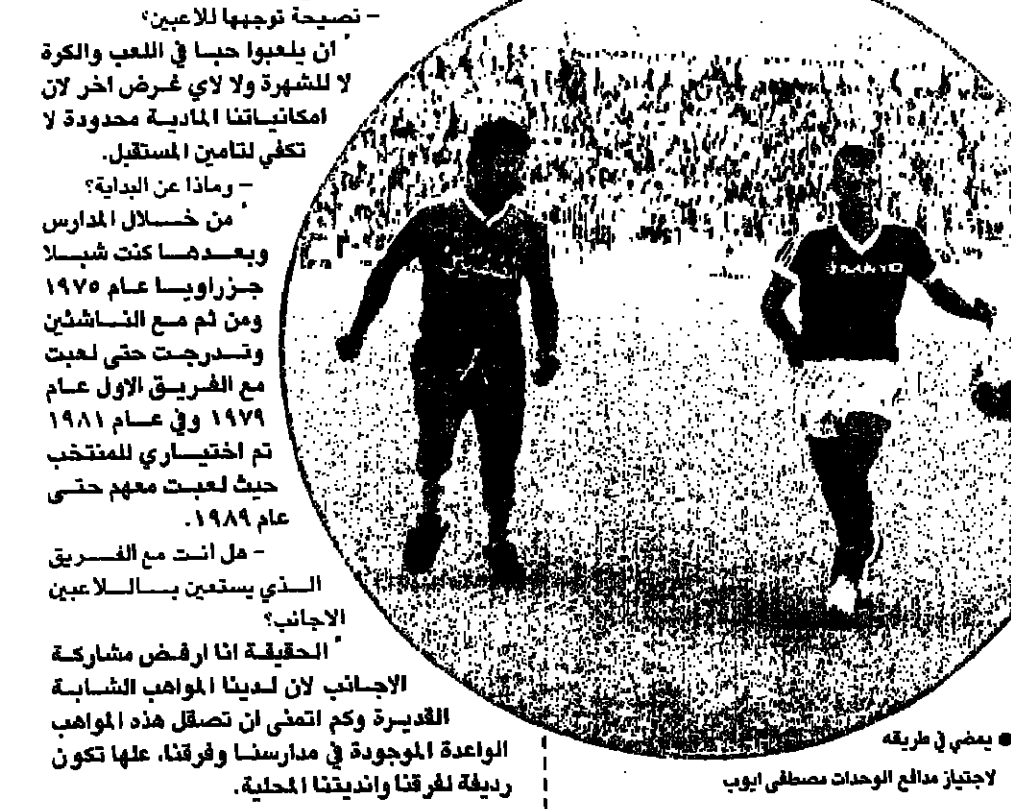 - نصيحة توجهها للاعبين؟
ْ ان يلعبوا حبا في اللعب والكرة
لا للشهرة ولا لاي غرض اخر لان
امكانياتنا المادية محدودة لا
تكفي لتامين المستقبل.
- وماذا عن البداية؟
ْ من خلال المدارس
وبعدها كنت شبلا
جزراويا عام ١٩٧٥
ومن ثم مع الناشئين
وتدرجت حتى لعبت
مع الفريق الاول عام
١٩٧٩ وفي عام ١٩٨١
تم اختياري للمنتخب
حيث لعبت معهم حتى
عام ١٩٨٩.
- هل انت مع الفريق
الذي يستعين باللاعبين
الاجانب؟
ْ الحقيقة انا ارفض مشاركة
الاجانب لان لدينا المواهب الشابة
القديرة وكم اتمنى ان تصقل هذه المواهب
الواعدة الموجودة في مدارسنا وفرقنا، علها تكون
رديفة لفرقنا وانديتنا المحلية.
● يمضي في طريقه
لاجتياز مدافع الوحدات مصطفى ايوب
SANYO